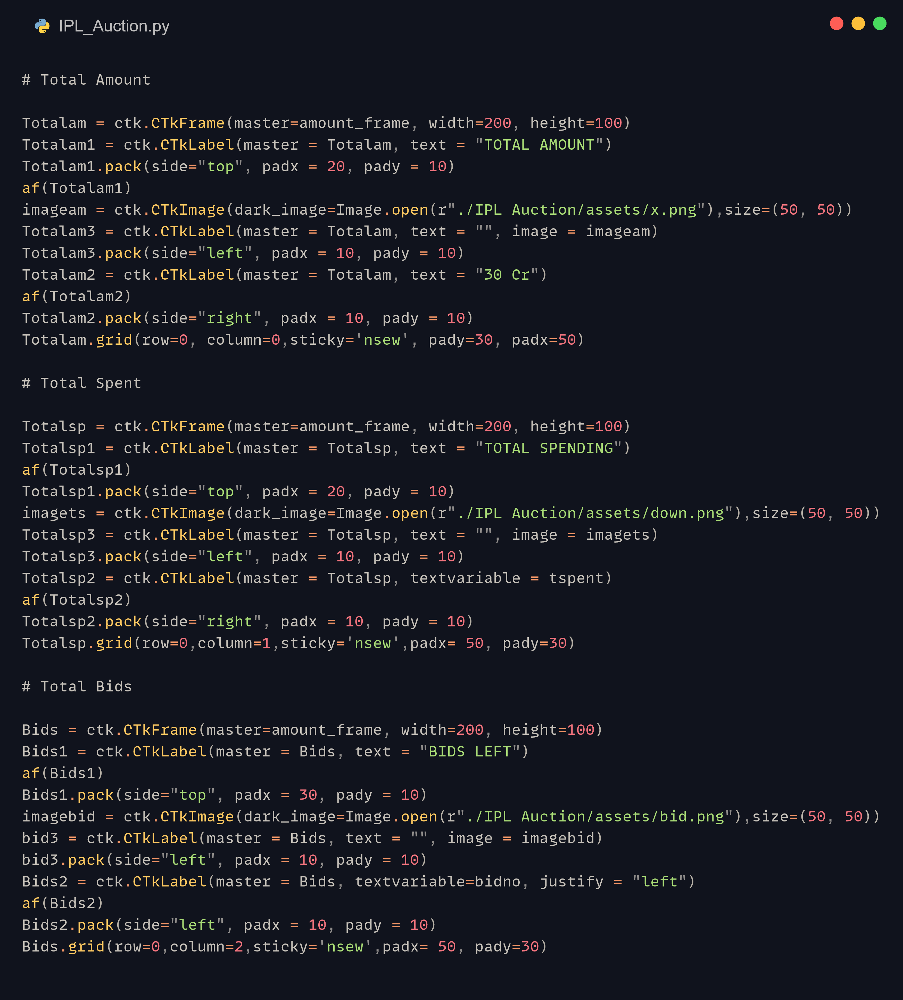 IPL_Auction.py
# Total Amount
Totalam = ctk.CTkFrame(master=amount_frame, width=200, height=100)
Totalam1 = ctk.CTkLabel(master = Totalam, text = "TOTAL AMOUNT")
Totalam1.pack(side="top", padx = 20, pady = 10)
af(Totalam1)
imageam = ctk.CTkImage(dark_image=Image.open(r"./IPL Auction/assets/x.png"),size=(50, 50))
Totalam3 = ctk.CTkLabel(master = Totalam, text = "", image = imageam)
Totalam3.pack(side="left", padx = 10, pady = 10)
Totalam2 = ctk.CTkLabel(master = Totalam, text = "30 Cr")
af(Totalam2)
Totalam2.pack(side="right", padx = 10, pady = 10)
Totalam.grid(row=0, column=0,sticky='nsew', pady=30, padx=50)
# Total Spent
Totalsp = ctk.CTkFrame(master=amount_frame, width=200, height=100)
Totalsp1 = ctk.CTkLabel(master = Totalsp, text = "TOTAL SPENDING")
af(Totalsp1)
Totalsp1.pack(side="top", padx = 20, pady = 10)
imagets = ctk.CTkImage(dark_image=Image.open(r"./IPL Auction/assets/down.png"),size=(50, 50))
Totalsp3 = ctk.CTkLabel(master = Totalsp, text = "", image = imagets)
Totalsp3.pack(side="left", padx = 10, pady = 10)
Totalsp2 = ctk.CTkLabel(master = Totalsp, textvariable = tspent)
af(Totalsp2)
Totalsp2.pack(side="right", padx = 10, pady = 10)
Totalsp.grid(row=0,column=1,sticky='nsew',padx= 50, pady=30)
# Total Bids
Bids = ctk.CTkFrame(master=amount_frame, width=200, height=100)
Bids1 = ctk.CTkLabel(master = Bids, text = "BIDS LEFT")
af(Bids1)
Bids1.pack(side="top", padx = 30, pady = 10)
imagebid = ctk.CTkImage(dark_image=Image.open(r"./IPL Auction/assets/bid.png"),size=(50, 50))
bid3 = ctk.CTkLabel(master = Bids, text = "", image = imagebid)
bid3.pack(side="left", padx = 10, pady = 10)
Bids2 = ctk.CTkLabel(master = Bids, textvariable=bidno, justify = "left")
af(Bids2)
Bids2.pack(side="left", padx = 10, pady = 10)
Bids.grid(row=0,column=2,sticky='nsew',padx= 50, pady=30)